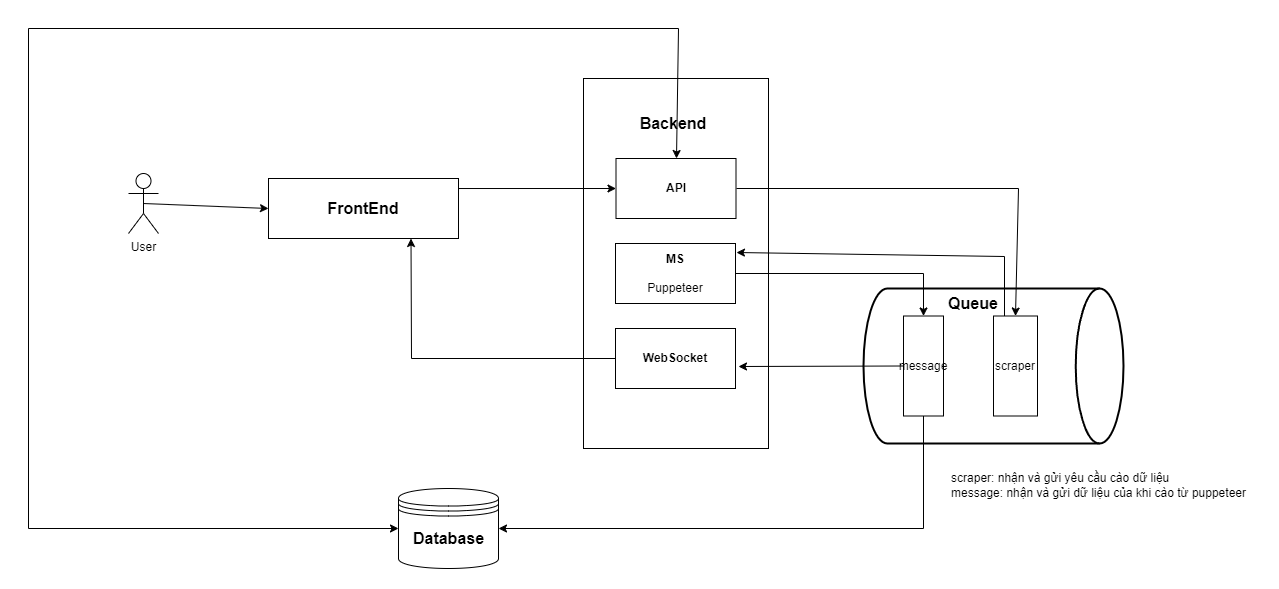 Backend
API
User
FrontEnd
MS
Puppeteer
Queue
WebSocket
message
scraper
scraper: nhận và gửi yêu cầu cào dữ liệu
message: nhận và gửi dữ liệu của khi cào từ puppeteer
Database